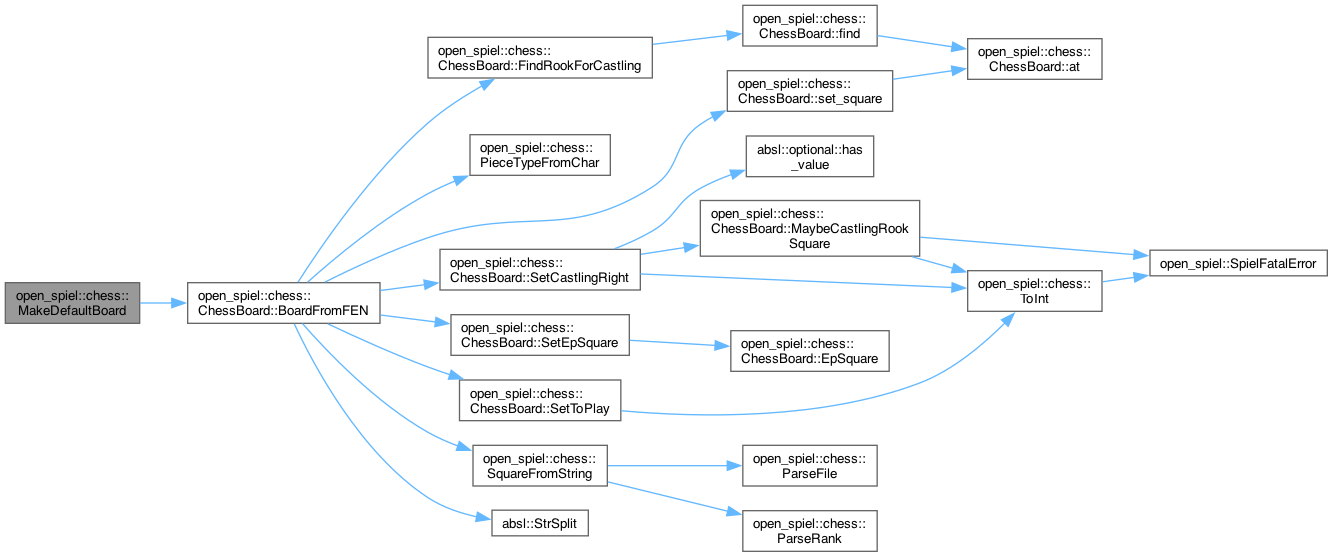 open_spiel::chess::
MakeDefaultBoard
open_spiel::chess::
ChessBoard::BoardFromFEN
open_spiel::chess::
ChessBoard::FindRookForCastling
open_spiel::chess::
ChessBoard::find
open_spiel::chess::
ChessBoard::at
open_spiel::chess::
ChessBoard::set_square
open_spiel::chess::
PieceTypeFromChar
absl::optional::has
_value
open_spiel::chess::
ChessBoard::SetCastlingRight
open_spiel::chess::
ChessBoard::MaybeCastlingRook
Square
open_spiel::SpielFatalError
open_spiel::chess::
ToInt
open_spiel::chess::
ChessBoard::SetEpSquare
open_spiel::chess::
ChessBoard::EpSquare
open_spiel::chess::
ChessBoard::SetToPlay
open_spiel::chess::
SquareFromString
open_spiel::chess::
ParseFile
open_spiel::chess::
ParseRank
absl::StrSplit